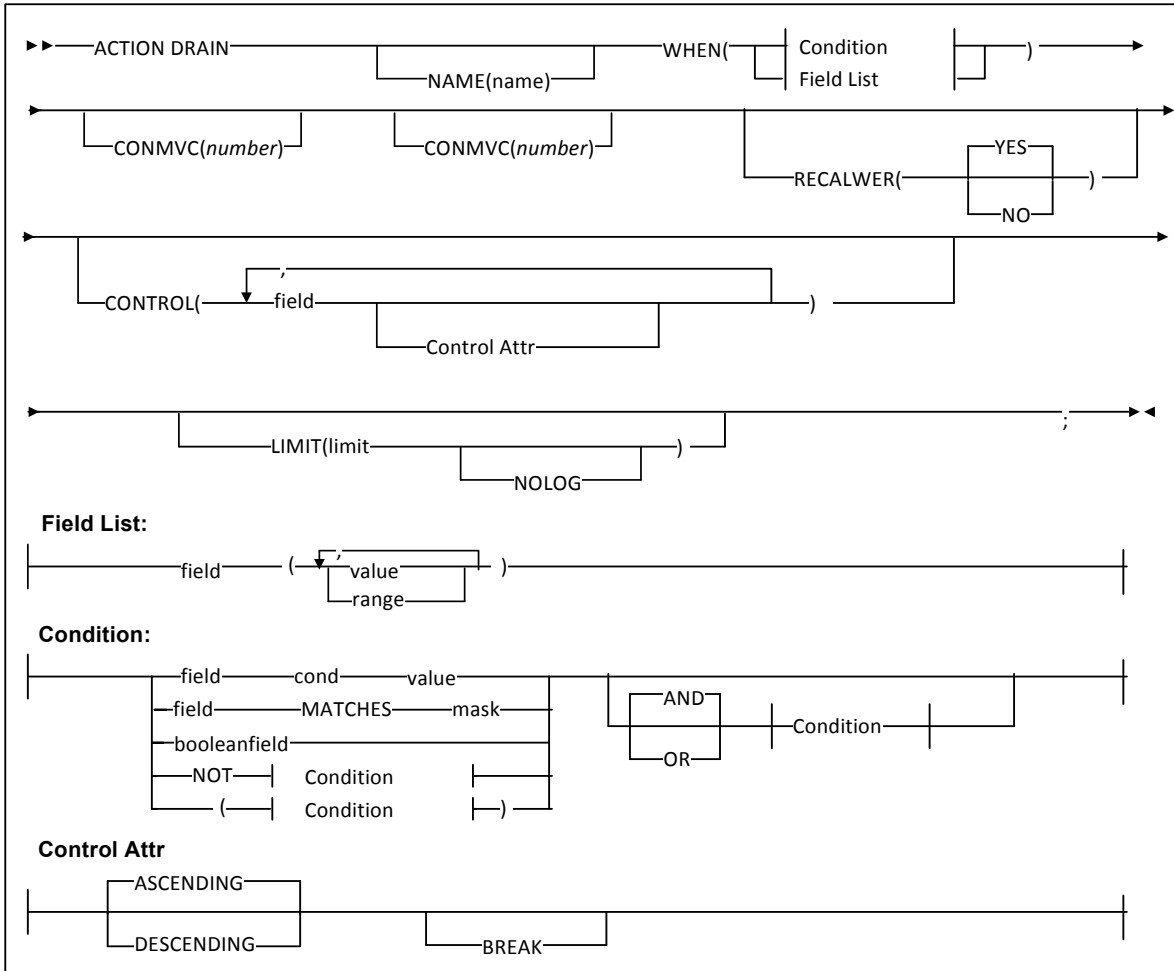 ACTION DRAIN NAME(name) WHEN( Condition )
Field List
CONMVC(number) CONMVC(number) RECALWER( YES )
NO
,
CONTROL( field )
Control Attr
LIMIT(limit ) ;
NOLOG
Field List:
,
field ( value )
range
Condition:
field cond value
field MATCHES mask AND Condition
booleanfield OR
NOT Condition
( Condition )
Control Attr
ASCENDING
DESCENDING BREAK